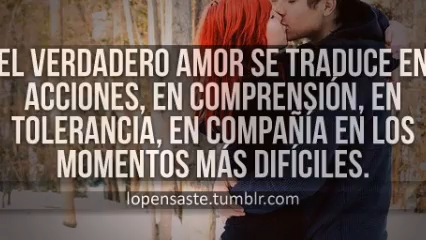 EL VERDADERO AMOR SE TRADUCE EN
ACCIONES, EN COMPRENSIÓN, EN
TOLERANCIA, EN COMPAÑÍA EN LOS
MOMENTOS MÁS DIFÍCILES.
lopensaste.tumblr.com